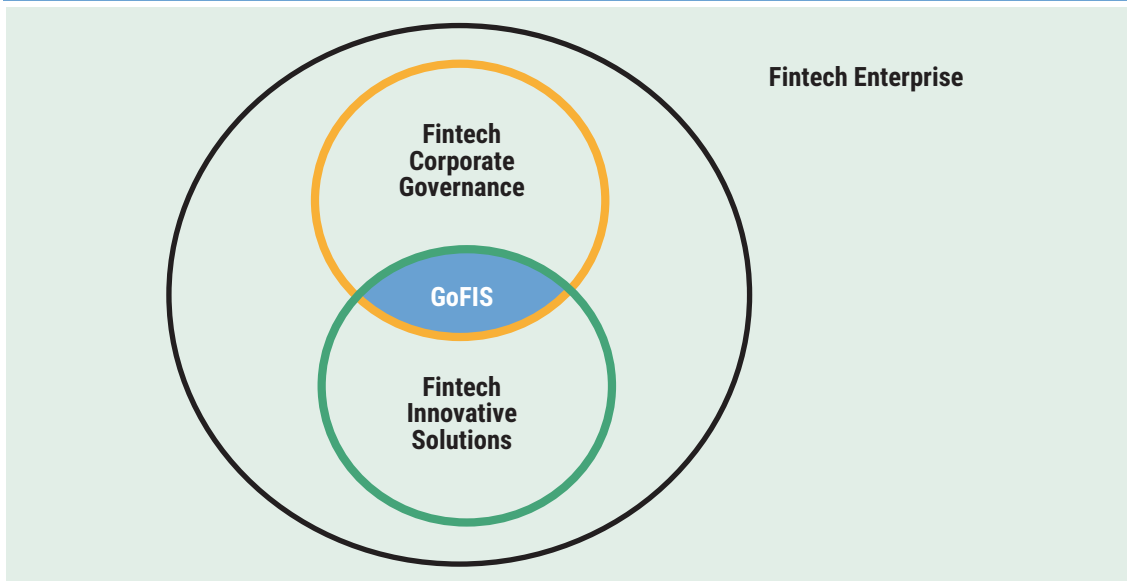 Fintech Enterprise
Fintech
Corporate
Governance
GoFIS
Fintech
Innovative
Solutions